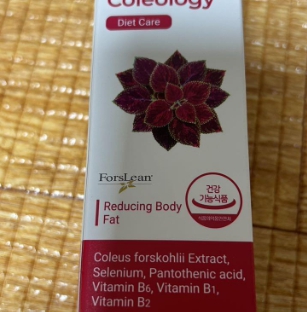 Coleology
Diet Care
ForsLean®
건강
기능식품
Reducing Body
Fat
Coleus forskohlii Extract,
Selenium, Pantothenic acid,
Vitamin B6, Vitamin B1,
Vitamin B2